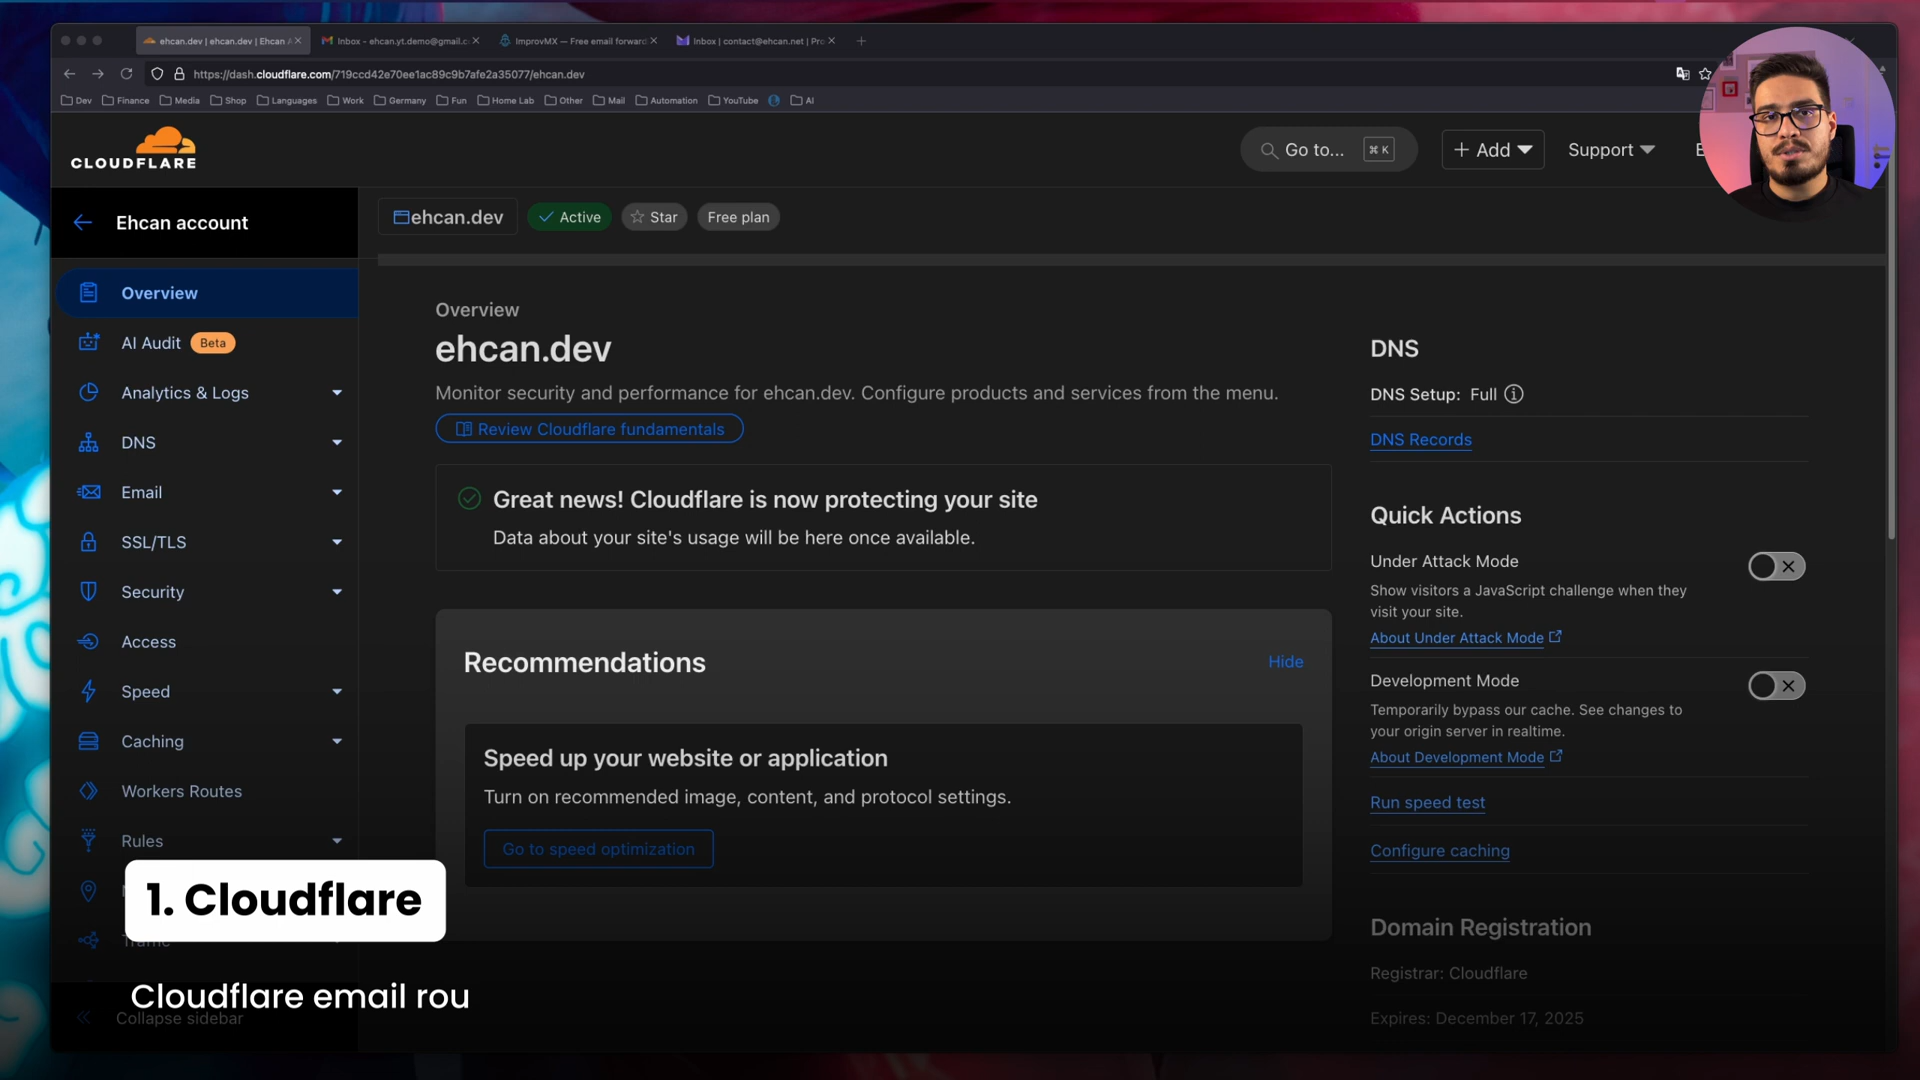 ehcan.dev | ehcan.dev | Ehcan A
Inbox - ehcan.yt.demo@gmail.c
ImprovMX — Free email forward
Inbox | contact@ehcan.net | Pro
https://dash.cloudflare.com/719ccd42e70ee1ac89c9b7afe2a35077/ehcan.dev
Dev Finance Media Shop Languages Work Germany Fun Home Lab Other Mail Automation YouTube AI
CLOUDFLARE
Go to... ⌘ K
+ Add
Support
Ehcan account
ehcan.dev
Active
Star
Free plan
Overview
AI Audit Beta
Analytics & Logs
DNS
Email
SSL/TLS
Security
Access
Speed
Caching
Workers Routes
Rules
Traffic
Collapse sidebar
Overview
ehcan.dev
Monitor security and performance for ehcan.dev. Configure products and services from the menu.
Review Cloudflare fundamentals
Great news! Cloudflare is now protecting your site
Data about your site's usage will be here once available.
Recommendations
Hide
Speed up your website or application
Turn on recommended image, content, and protocol settings.
Go to speed optimization
DNS
DNS Setup: Full
DNS Records
Quick Actions
Under Attack Mode
Show visitors a JavaScript challenge when they
visit your site.
About Under Attack Mode
Development Mode
Temporarily bypass our cache. See changes to
your origin server in realtime.
About Development Mode
Run speed test
Configure caching
Domain Registration
Registrar: Cloudflare
Expires: December 17, 2025
1. Cloudflare
Cloudflare email rou